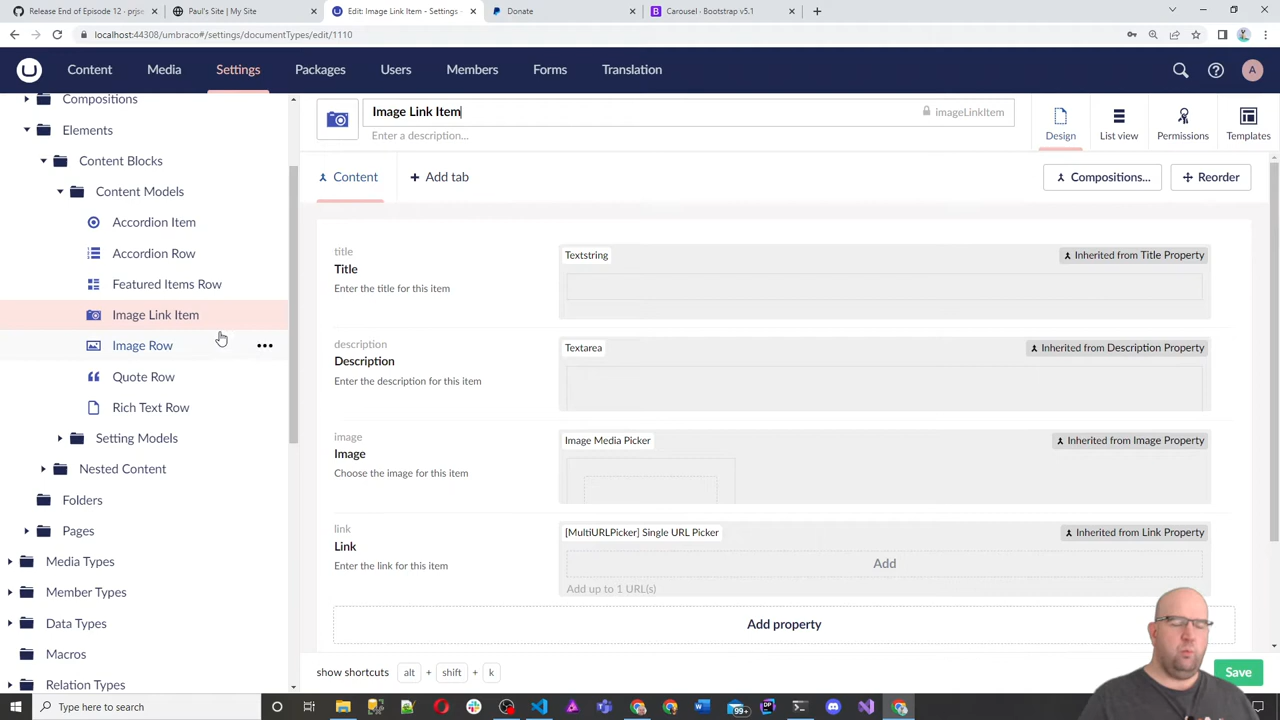 Release End of Episode 12 - prjse
Paul's Site | My Site
Edit: Image Link Item - Settings -
Donate
Carousel · Bootstrap v5.1
localhost:44308/umbraco#/settings/documentTypes/edit/1110
Content
Media
Settings
Packages
Users
Members
Forms
Translation
A
Compositions
Elements
Content Blocks
Content Models
Accordion Item
Accordion Row
Featured Items Row
Image Link Item
Image Row
Quote Row
Rich Text Row
Setting Models
Nested Content
Folders
Pages
Media Types
Member Types
Data Types
Macros
Relation Types
Image Link Item
imageLinkItem
Enter a description...
Design
List view
Permissions
Templates
Content
Add tab
Compositions...
Reorder
title
Title
Enter the title for this item
Textstring
Inherited from Title Property
description
Description
Enter the description for this item
Textarea
Inherited from Description Property
image
Image
Choose the image for this item
Image Media Picker
Inherited from Image Property
link
Link
Enter the link for this item
[MultiURLPicker] Single URL Picker
Inherited from Link Property
Add
Add up to 1 URL(s)
Add property
show shortcuts alt + shift + k
Save
Type here to search
99+